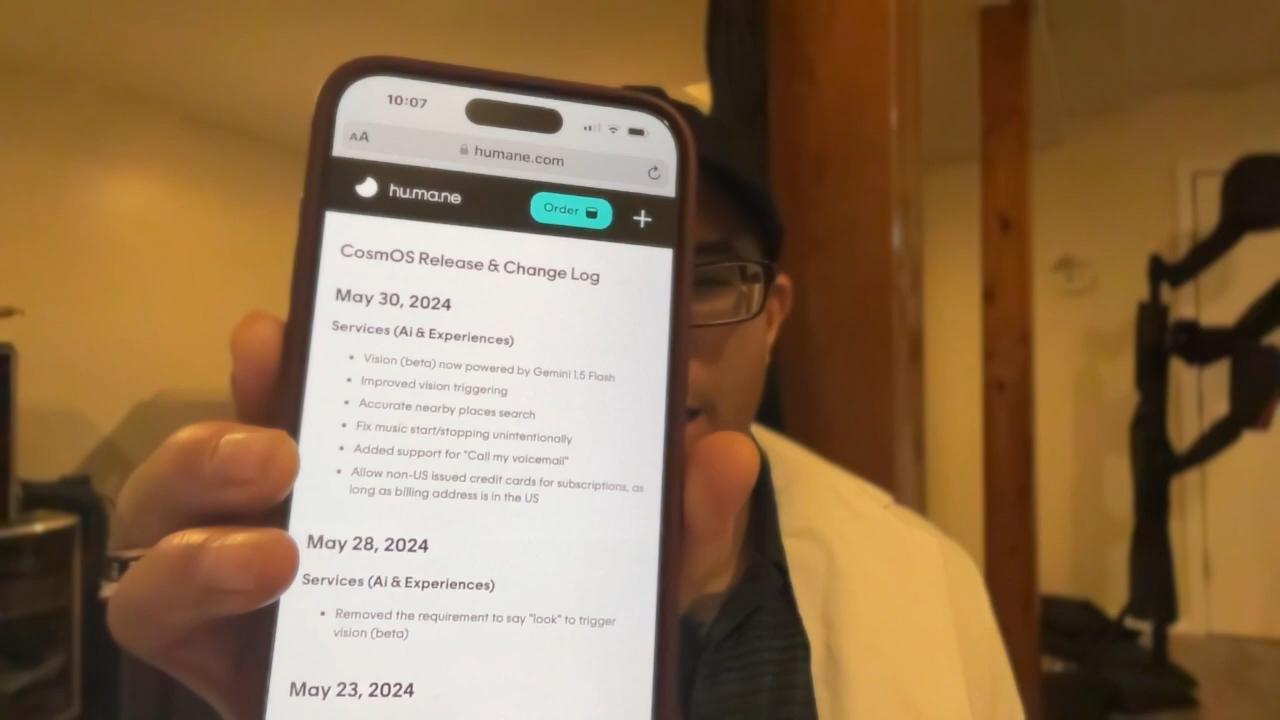 10:07
AA
humane.com
hu.ma.ne
Order
CosmOS Release & Change Log
May 30, 2024
Services (Ai & Experiences)
• Vision (beta) now powered by Gemini 1.5 Flash
• Improved vision triggering
• Accurate nearby places search
• Fix music start/stopping unintentionally
• Added support for "Call my voicemail"
• Allow non-US issued credit cards for subscriptions, as
long as billing address is in the US
May 28, 2024
Services (Ai & Experiences)
• Removed the requirement to say "look" to trigger
vision (beta)
May 23, 2024